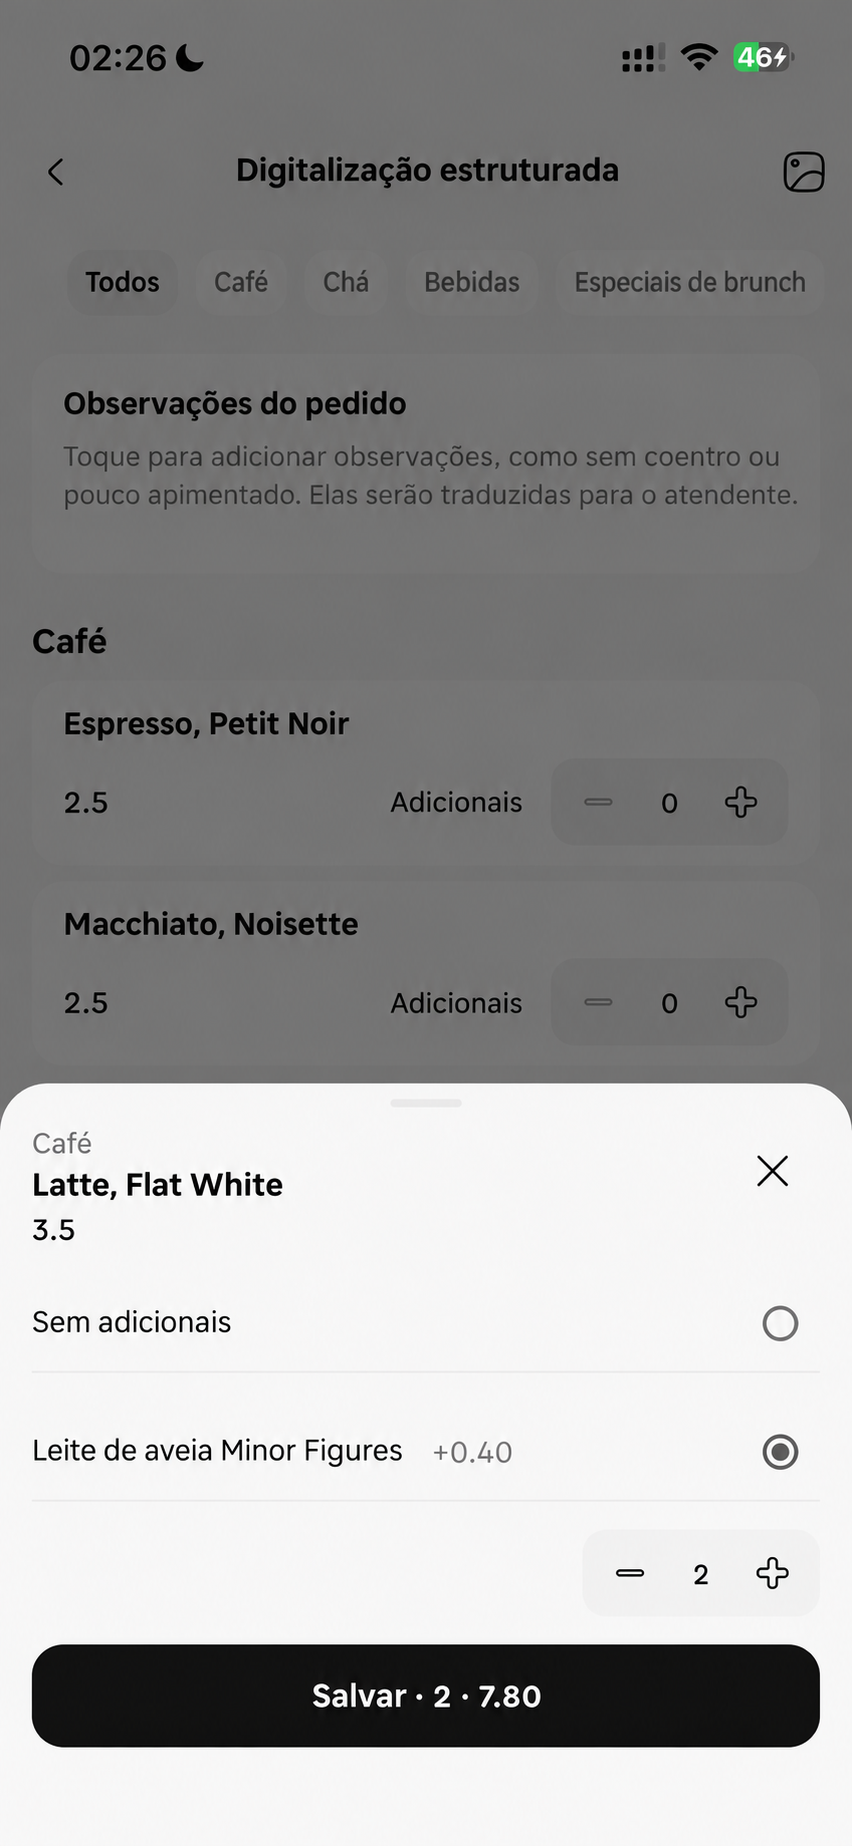 02:26
46
Digitalização estruturada
Todos
Café
Chá
Bebidas
Especiais de brunch
Observações do pedido
Toque para adicionar observações, como sem coentro ou
pouco apimentado. Elas serão traduzidas para o atendente.
Café
Espresso, Petit Noir
2.5
Adicionais
0
Macchiato, Noisette
2.5
Adicionais
0
Café
Latte, Flat White
3.5
Sem adicionais
Leite de aveia Minor Figures +0.40
2
Salvar · 2 · 7.80